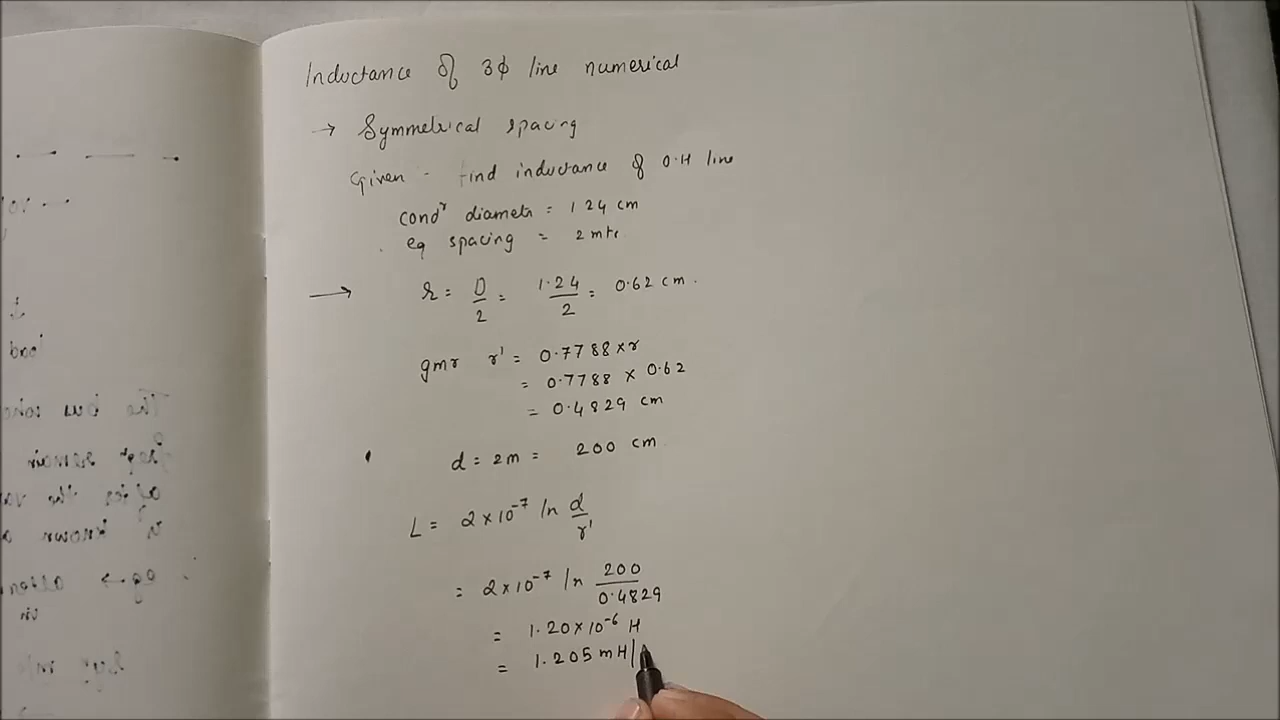 Inductance of 3ϕ line numerical
→ Symmetrical spacing
Given - find inductance of O.H line
condʳ diametr = 1.24 cm
eq spacing = 2 mtr
→ r = D/2 = 1.24/2 = 0.62 cm.
gmr r' = 0.7788 × r
= 0.7788 × 0.62
= 0.4829 cm
d = 2m = 200 cm
L = 2×10⁻⁷ ln d/r'
= 2×10⁻⁷ ln 200/0.4829
= 1.20×10⁻⁶ H
= 1.205 mH/